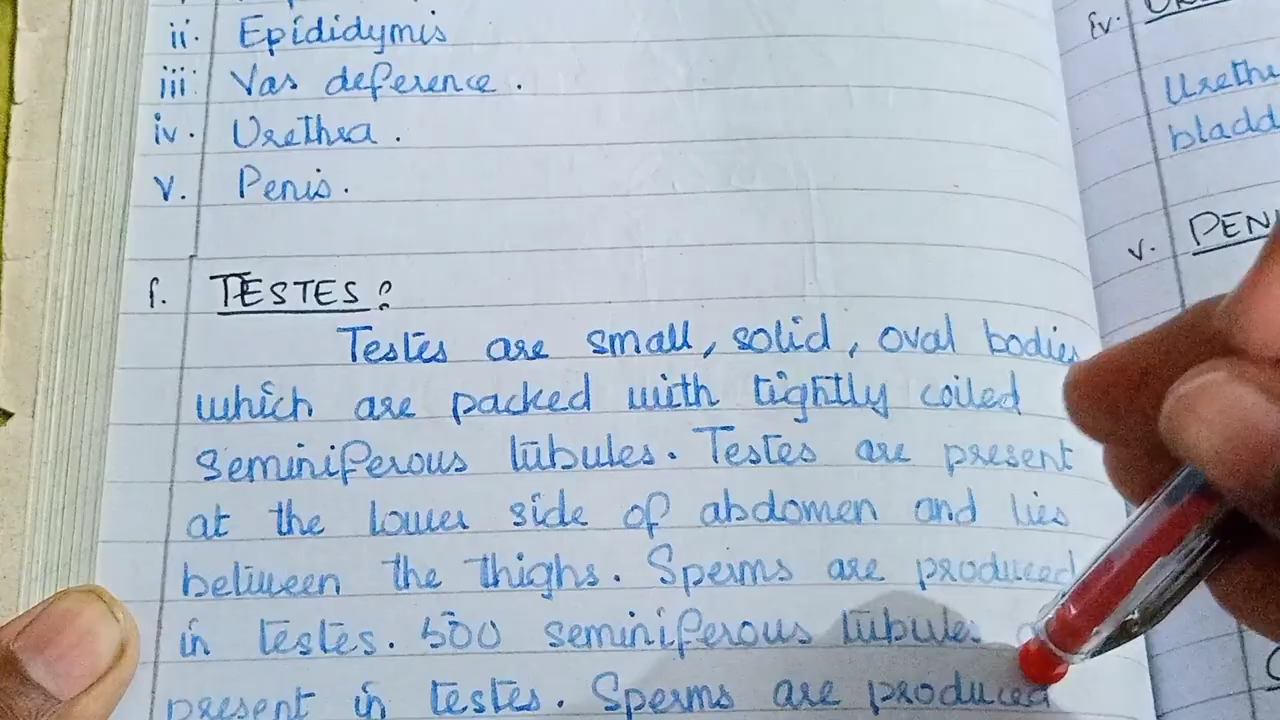 ii. Epididymis
iii. Vas deference.
iv. Urethra.
v. Penis.
i. TESTES:
Testes are small, solid, oval bodies
which are packed with tightly coiled
seminiferous tubules. Testes are present
at the lower side of abdomen and lies
between the thighs. Sperms are produced
in testes. 500 seminiferous tubules
present in testes. Sperms are produced
iv.
Urethr
bladd
v. PEN